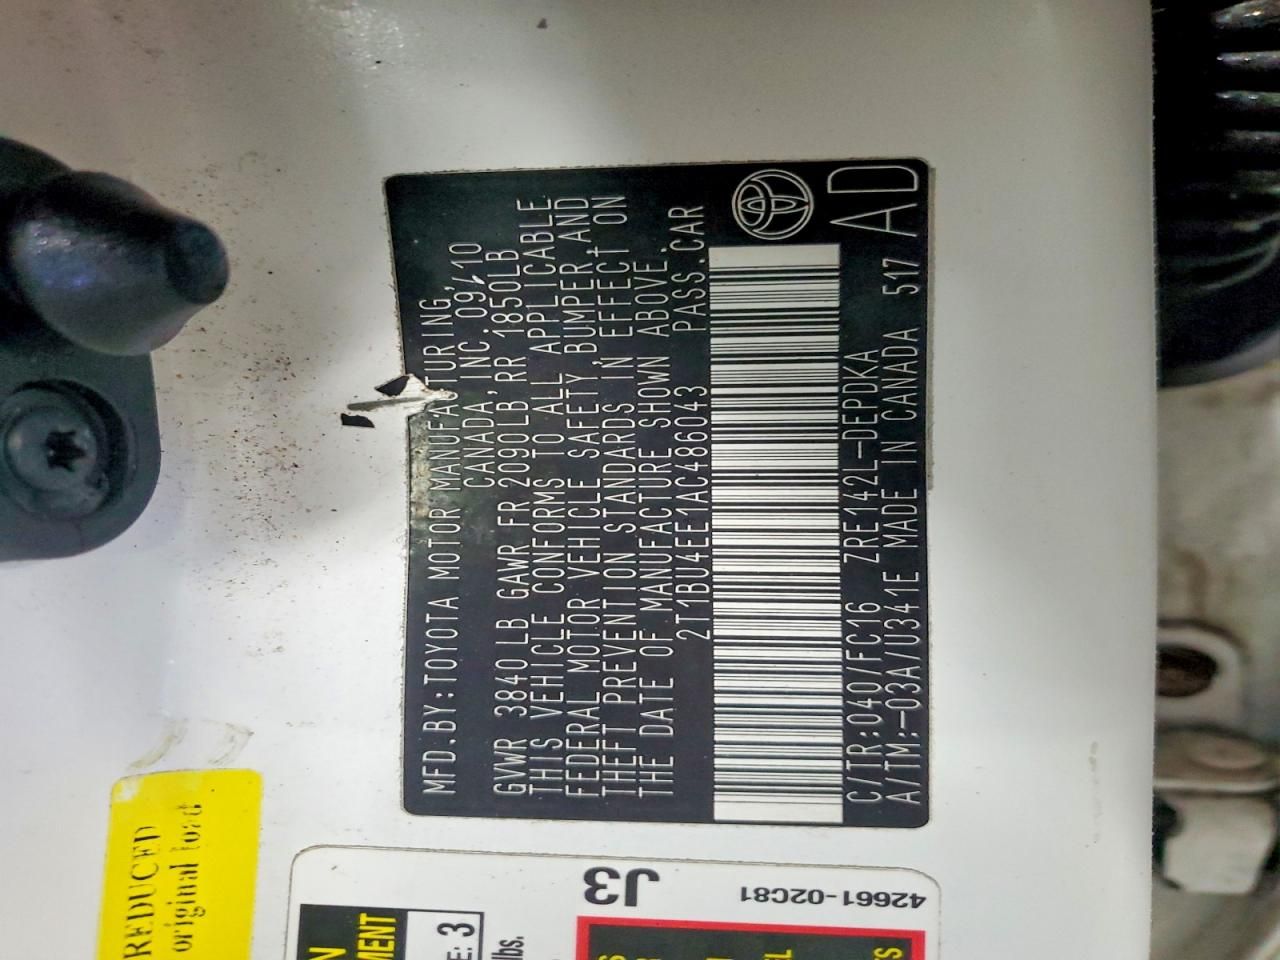 MFD.BY:TOYOTA MOTOR MANUFACTURING,
CANADA, INC. 09/10
GVWR 3840 LB GAWR FR 2090LB, RR 1850LB
THIS VEHICLE CONFORMS TO ALL APPLICABLE
FEDERAL MOTOR VEHICLE SAFETY, BUMPER, AND
THEFT PREVENTION STANDARDS IN EFFECT ON
THE DATE OF MANUFACTURE SHOWN ABOVE.
2T1BU4EE1AC486043 PASS.CAR
C/TR:040/FC16 ZRE142L-DEPDKA
A/TM:-03A/U341E MADE IN CANADA 517 AD
REDUCED
original load
J3
42661-02C81
MENT
E: 3
lbs.